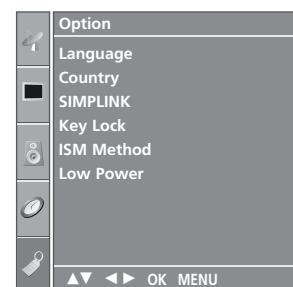 Option
Language
Country
SIMPLINK
Key Lock
ISM Method
Low Power
▲▼ ◄► OK MENU